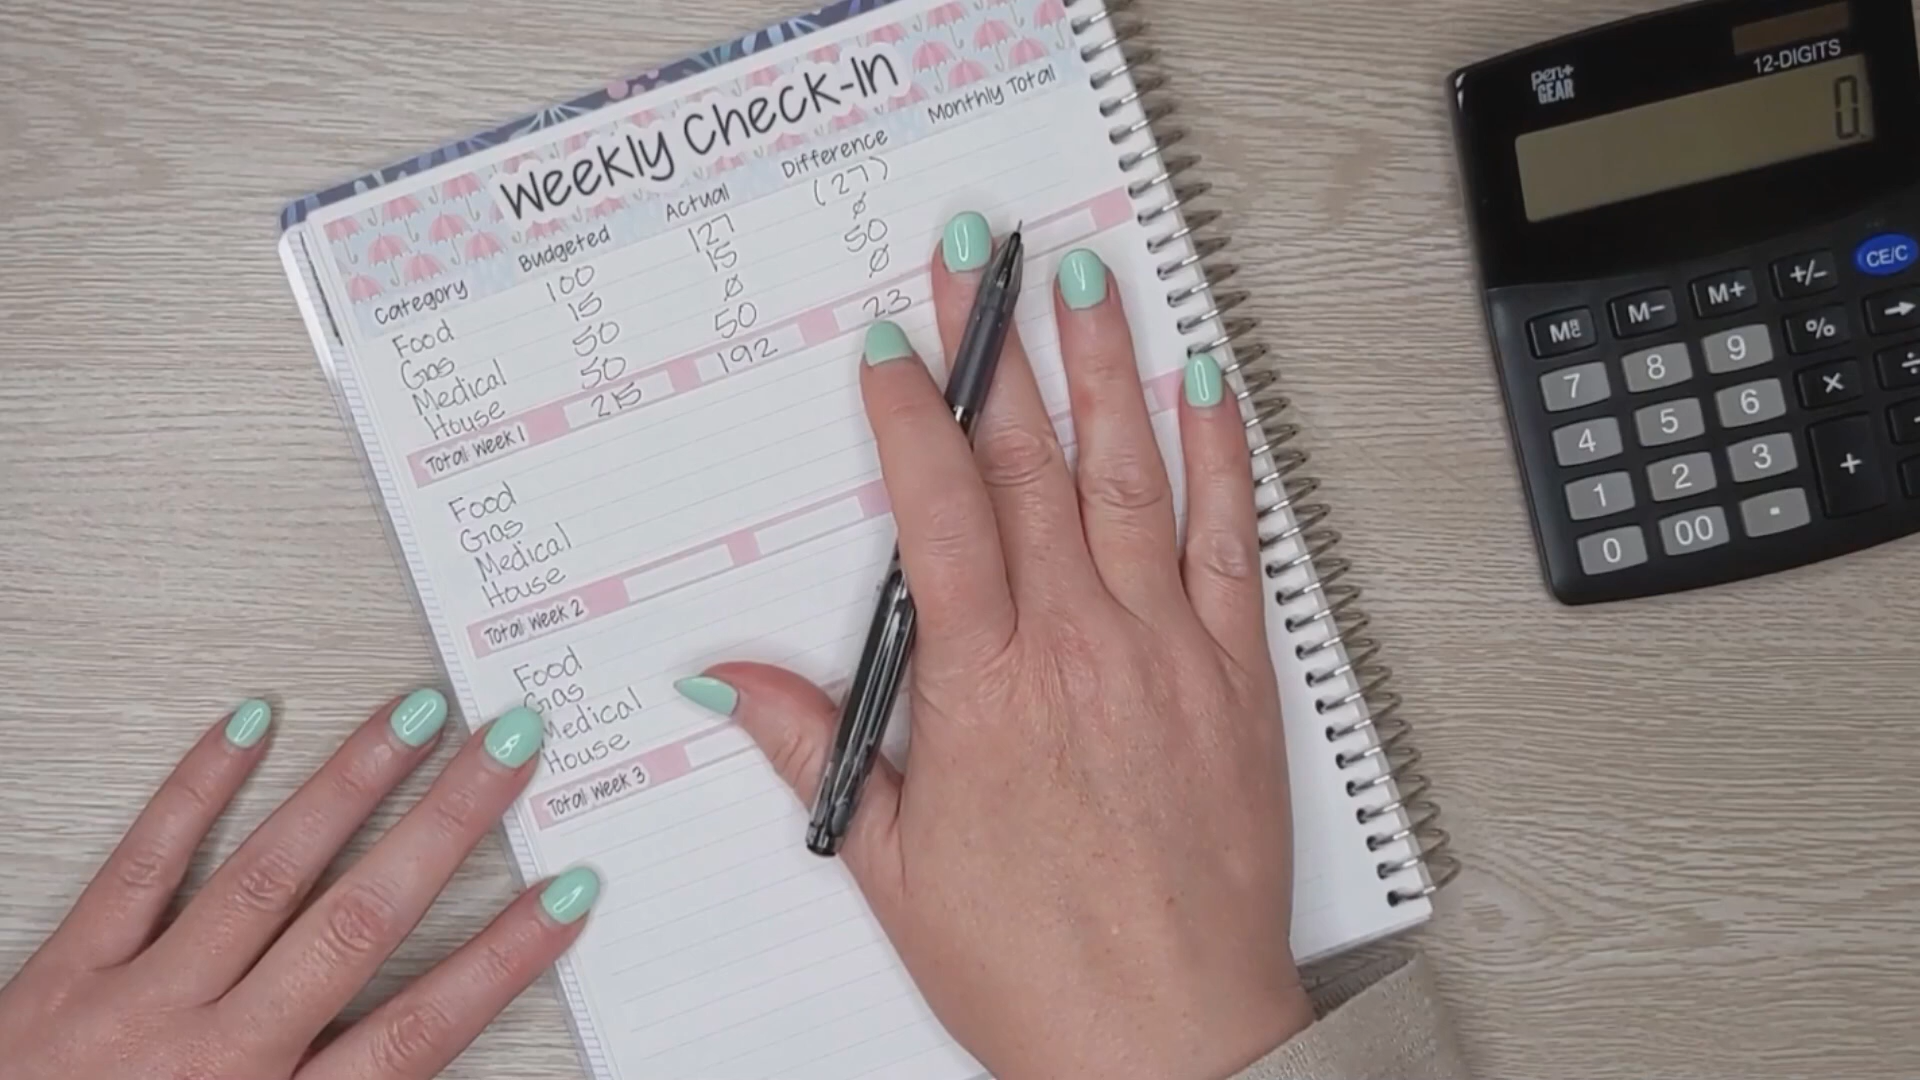 Weekly Check-In
Category Budgeted Actual Difference Monthly Total
Food 100 127 (27)
Gas 15 15 Ø
Medical 50 Ø 50
House 50 50 Ø
Total Week 1 215 192 23
Food
Gas
Medical
House
Total Week 2
Food
Gas
Medical
House
Total Week 3
pen+
GEAR
12-DIGITS
0.
CE/C
M M- M+ +/-
7 8 9 % →
4 5 6 × ÷
1 2 3 + -
0 00 .